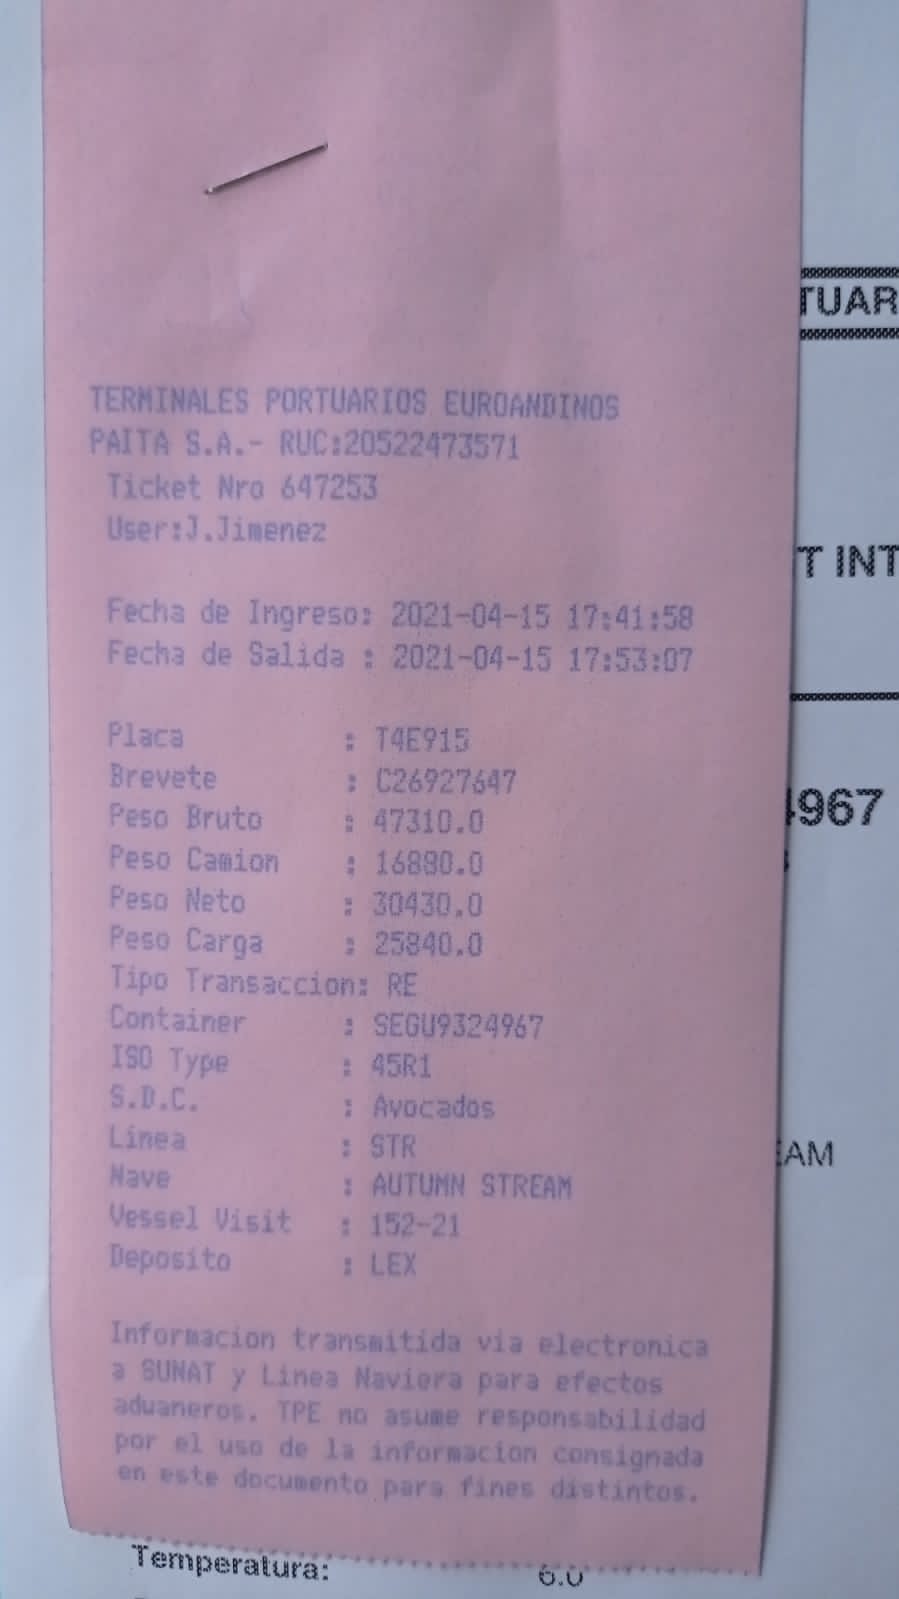 TUAR
TERMINALES PORTUARIOS EUROANDINOS
PAITA S.A.- RUC:20522473571
Ticket Nro 647253
User:J.Jimenez
T INT
Fecha de Ingreso: 2021-04-15 17:41:58
Fecha de Salida : 2021-04-15 17:53:07
Placa : T4E915
Brevete : C26927647
Peso Bruto : 47310.0
4967
Peso Camion : 16880.0
Peso Neto : 30430.0
Peso Carga : 25840.0
Tipo Transaccion: RE
Container : SEGU9324967
ISO Type : 45R1
S.D.C. : Avocados
Linea : STR
EAM
Nave : AUTUMN STREAM
Vessel Visit : 152-21
Deposito : LEX
Informacion transmitida via electronica
a SUNAT y Linea Naviera para efectos
aduaneros. TPE no asume responsabilidad
por el uso de la informacion consignada
en este documento para fines distintos.
Temperatura: 6.0